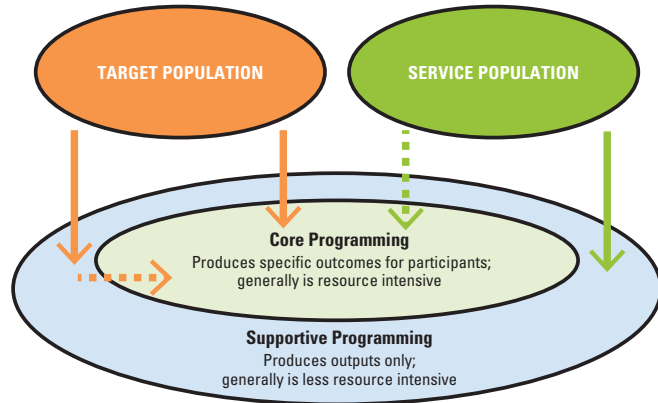 TARGET POPULATION
SERVICE POPULATION
Core Programming
Produces specific outcomes for participants;
generally is resource intensive
Supportive Programming
Produces outputs only;
generally is less resource intensive